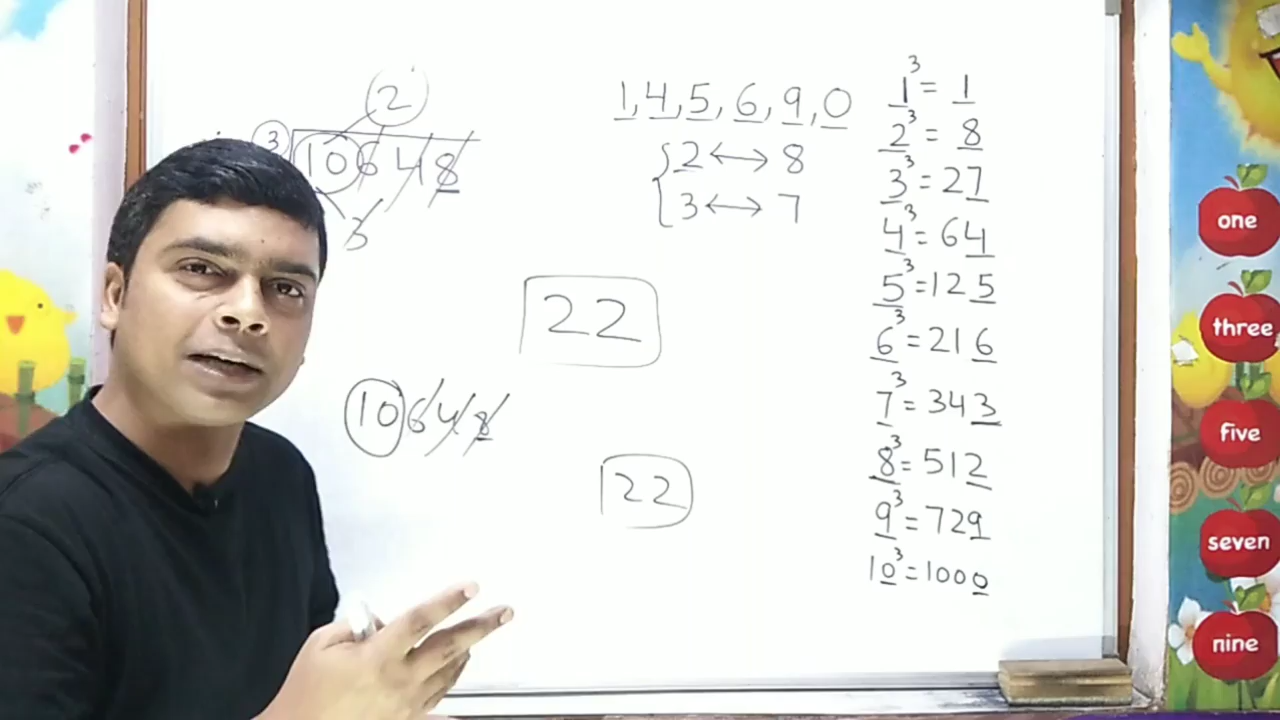 2
3 10648
3
1, 4, 5, 6, 9, 0
2 ↔ 8
3 ↔ 7
22
10648
22
1³ = 1
2³ = 8
3³ = 27
4³ = 64
5³ = 125
6³ = 216
7³ = 343
8³ = 512
9³ = 729
10³ = 1000
one
three
five
seven
nine